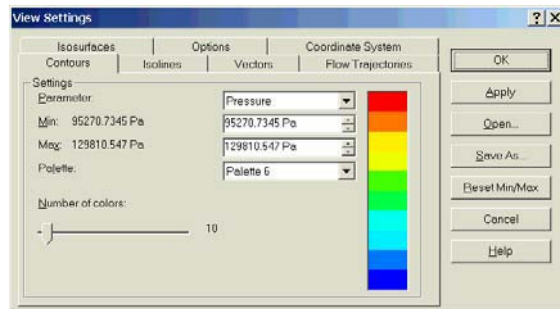 View Settings
Isosurfaces Options Coordinate System
Contours Isolines Vectors Flow Trajectories
Settings
Parameter: Pressure
Min: 95270.7345 Pa 95270.7345 Pa
Max: 129810.547 Pa 129810.547 Pa
Palette: Palette 6
Number of colors:
10
OK
Apply
Open...
Save As...
Reset Min/Max
Cancel
Help